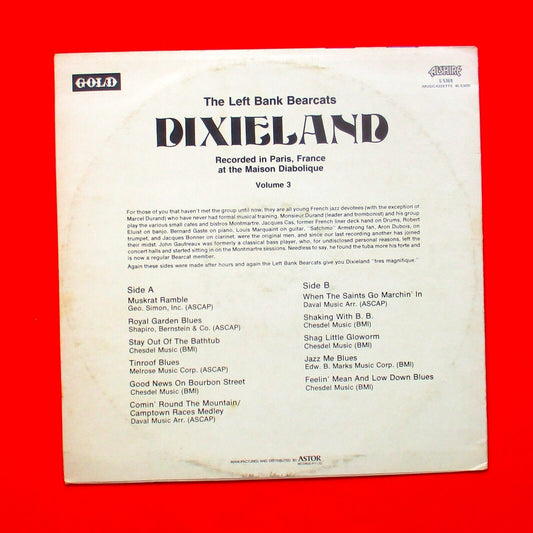 GOLD
ALSHIRE
S 5309
MUSICASSETTE
The Left Bank Bearcats
DIXIELAND
Recorded in Paris, France
at the Maison Diabolique
Volume 3
For those of you that haven't met the group until now, they are all young French jazz devotees (with the exception of
Marcel Durand) who have never had formal musical training. Monsieur Durand (leader and trombonist) and his group
play the various small cafes and bistros Montmartre. Jacques Cas, former French liner deck hand on Drums, Robert
Eluist on banjo, Bernard Gaste on piano, Louis Marquaint on guitar, "Satchmo" Armstrong fan, Aron Dubois, on
trumpet, and Jacques Bonner on clarinet, were the original men, and since our last recording another has joined
their midst. John Gautreaux was formerly a classical bass player, who, for undisclosed personal reasons, left the
concert halls and started sitting in on the Montmartre sessions. Needless to say, he found the tuba more his forte and
is now a regular Bearcat member.
Again these sides were made after hours and again the Left Bank Bearcats give you Dixieland "tres magnifique."
Side A
Muskrat Ramble
Geo. Simon, Inc. (ASCAP)
Royal Garden Blues
Shapiro, Bernstein & Co. (ASCAP)
Stay Out Of The Bathtub
Chesdel Music (BMI)
Tinroof Blues
Melrose Music Corp. (ASCAP)
Good News On Bourbon Street
Chesdel Music (BMI)
Comin' Round The Mountain/
Camptown Races Medley
Daval Music Arr. (ASCAP)
Side B
When The Saints Go Marchin' In
Daval Music Arr. (ASCAP)
Shaking With B. B.
Chesdel Music (BMI)
Shag Little Gloworm
Chesdel Music (BMI)
Jazz Me Blues
Edw. B. Marks Music Corp. (BMI)
Feelin' Mean And Low Down Blues
Chesdel Music (BMI)
MANUFACTURED AND DISTRIBUTED BY ASTOR
RECORDS PTY LTD